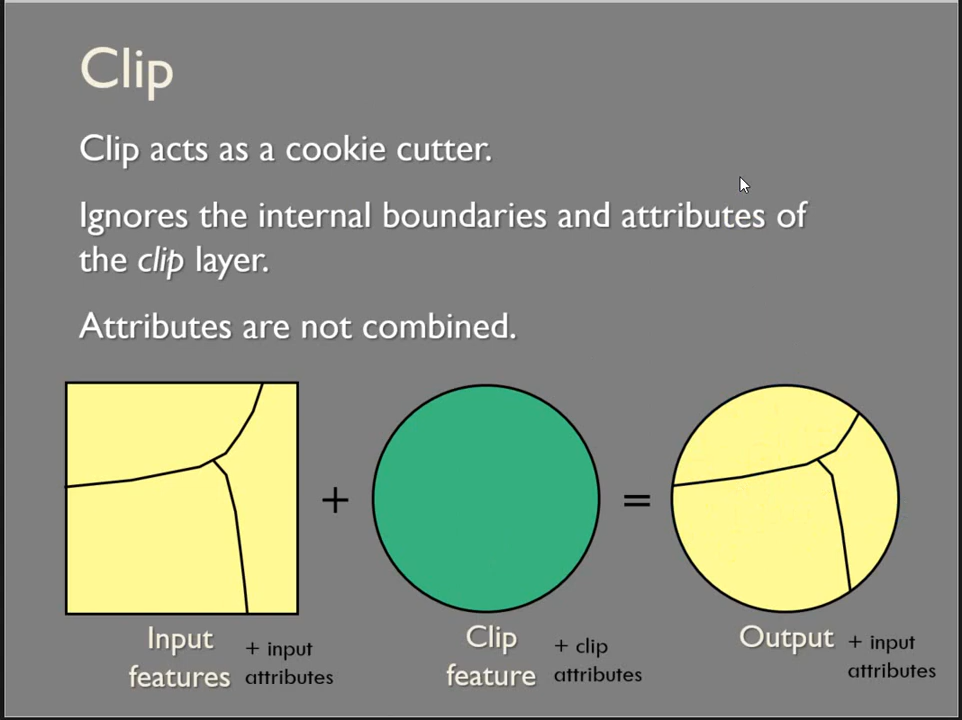 Clip
Clip acts as a cookie cutter.
Ignores the internal boundaries and attributes of
the clip layer.
Attributes are not combined.
+
=
Input
features
+ input
attributes
Clip
feature
+ clip
attributes
Output
+ input
attributes